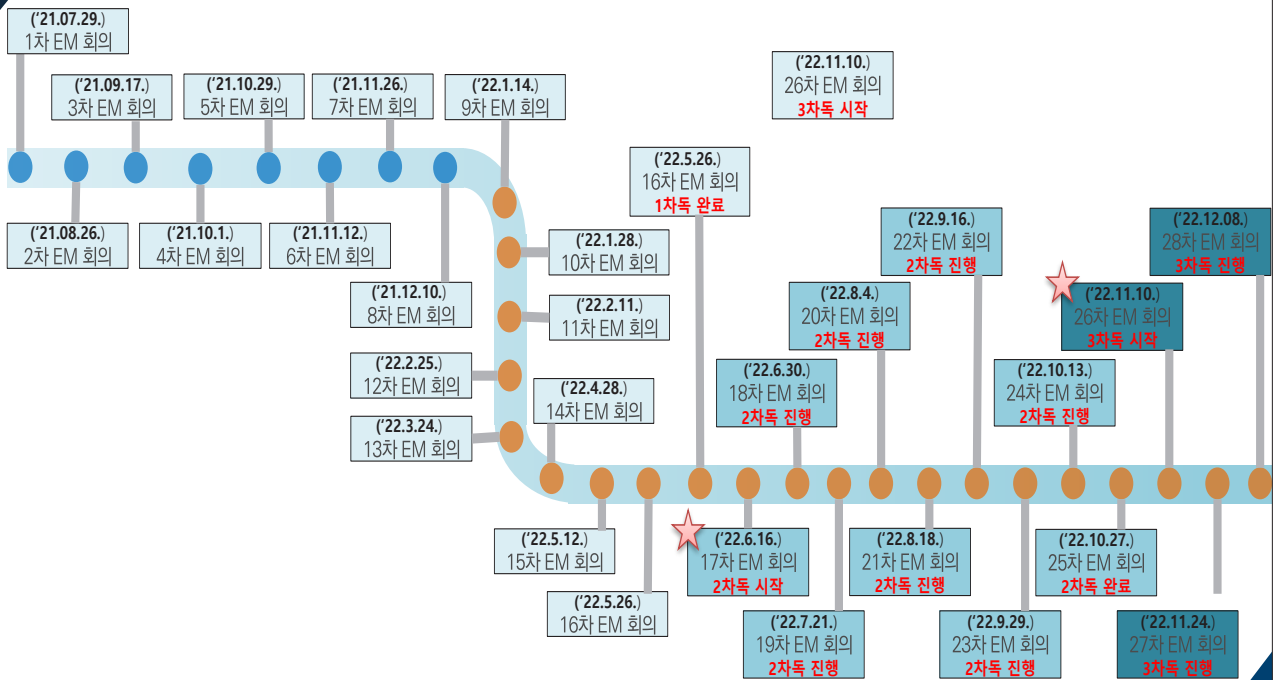 ('21.07.29.)
1차 EM 회의
('21.08.26.)
2차 EM 회의
('21.09.17.)
3차 EM 회의
('21.10.1.)
4차 EM 회의
('21.10.29.)
5차 EM 회의
('21.11.12.)
6차 EM 회의
('21.11.26.)
7차 EM 회의
('21.12.10.)
8차 EM 회의
('22.1.14.)
9차 EM 회의
('22.1.28.)
10차 EM 회의
('22.2.11.)
11차 EM 회의
('22.2.25.)
12차 EM 회의
('22.3.24.)
13차 EM 회의
('22.4.28.)
14차 EM 회의
('22.5.12.)
15차 EM 회의
('22.5.26.)
16차 EM 회의
('22.5.26.)
16차 EM 회의
1차독 완료
('22.6.16.)
17차 EM 회의
2차독 시작
('22.6.30.)
18차 EM 회의
2차독 진행
('22.7.21.)
19차 EM 회의
2차독 진행
('22.8.4.)
20차 EM 회의
2차독 진행
('22.8.18.)
21차 EM 회의
2차독 진행
('22.9.16.)
22차 EM 회의
2차독 진행
('22.9.29.)
23차 EM 회의
2차독 진행
('22.10.13.)
24차 EM 회의
2차독 진행
('22.10.27.)
25차 EM 회의
2차독 완료
('22.11.10.)
26차 EM 회의
3차독 시작
('22.11.10.)
26차 EM 회의
3차독 시작
('22.11.24.)
27차 EM 회의
3차독 진행
('22.12.08.)
28차 EM 회의
3차독 진행